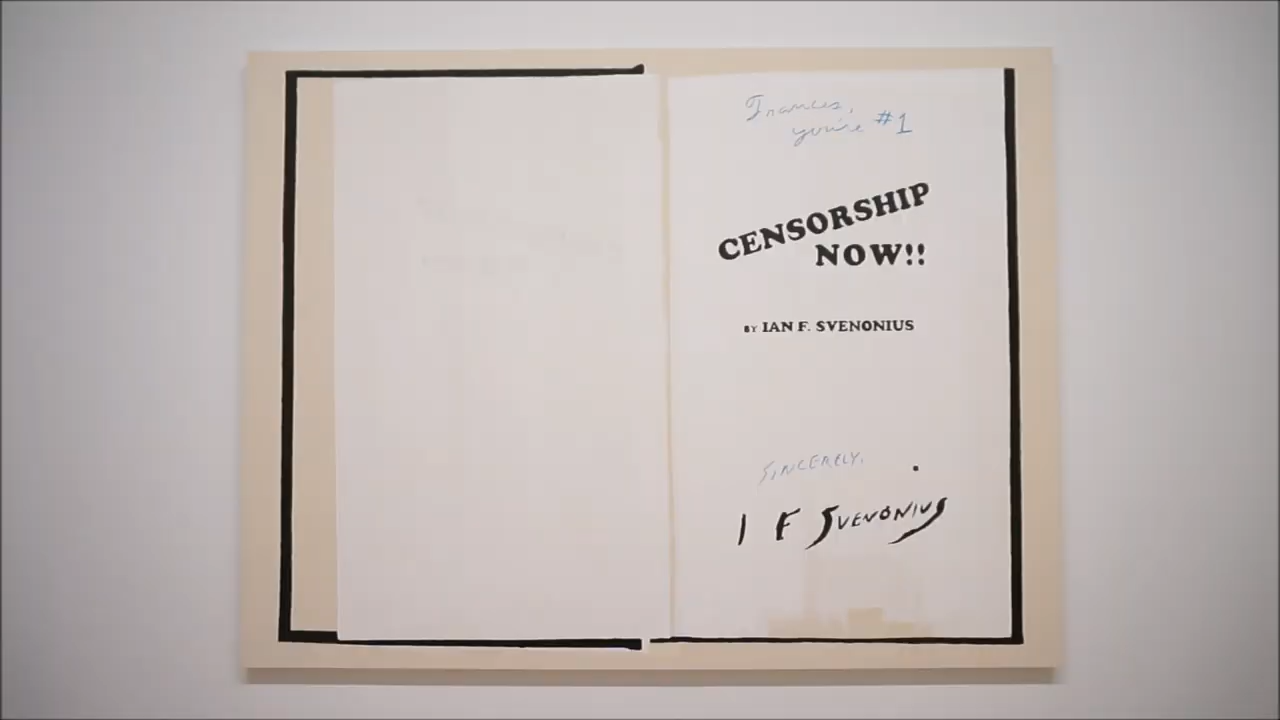 Frances,
you're #1
CENSORSHIP
NOW!!
BY IAN F. SVENONIUS
SINCERELY,
I F SVENONIUS